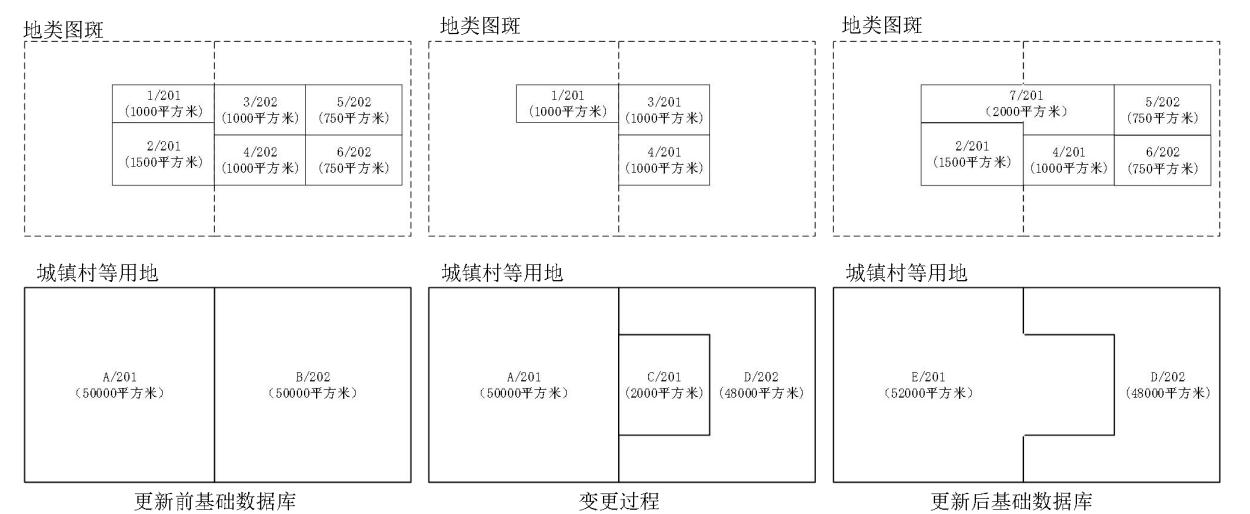 地类图斑
1/201
(1000平方米)
3/202
(1000平方米)
5/202
(750平方米)
2/201
(1500平方米)
4/202
(1000平方米)
6/202
(750平方米)
地类图斑
1/201
(1000平方米)
3/201
(1000平方米)
4/201
(1000平方米)
地类图斑
7/201
(2000平方米)
5/202
(750平方米)
2/201
(1500平方米)
4/201
(1000平方米)
6/202
(750平方米)
城镇村等用地
A/201
(50000平方米)
B/202
(50000平方米)
更新前基础数据库
城镇村等用地
A/201
(50000平方米)
C/201
(2000平方米)
D/202
(48000平方米)
变更过程
城镇村等用地
E/201
(52000平方米)
D/202
(48000平方米)
更新后基础数据库